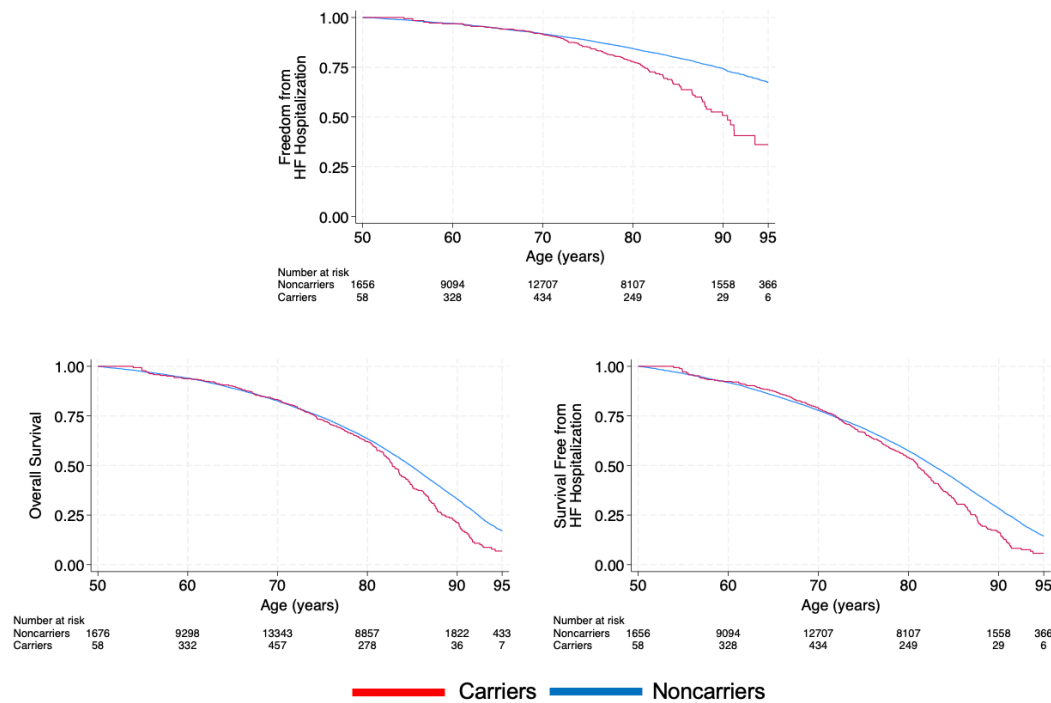 Freedom from
HF Hospitalization
1.00
0.75
0.50
0.25
0.00
50 60 70 80 90 95
Age (years)
Number at risk
Noncarriers 1656 9094 12707 8107 1558 366
Carriers 58 328 434 249 29 6
Overall Survival
1.00
0.75
0.50
0.25
0.00
50 60 70 80 90 95
Age (years)
Number at risk
Noncarriers 1676 9298 13343 8857 1822 433
Carriers 58 332 457 278 36 7
Survival Free from
HF Hospitalization
1.00
0.75
0.50
0.25
0.00
50 60 70 80 90 95
Age (years)
Number at risk
Noncarriers 1656 9094 12707 8107 1558 366
Carriers 58 328 434 249 29 6
Carriers Noncarriers